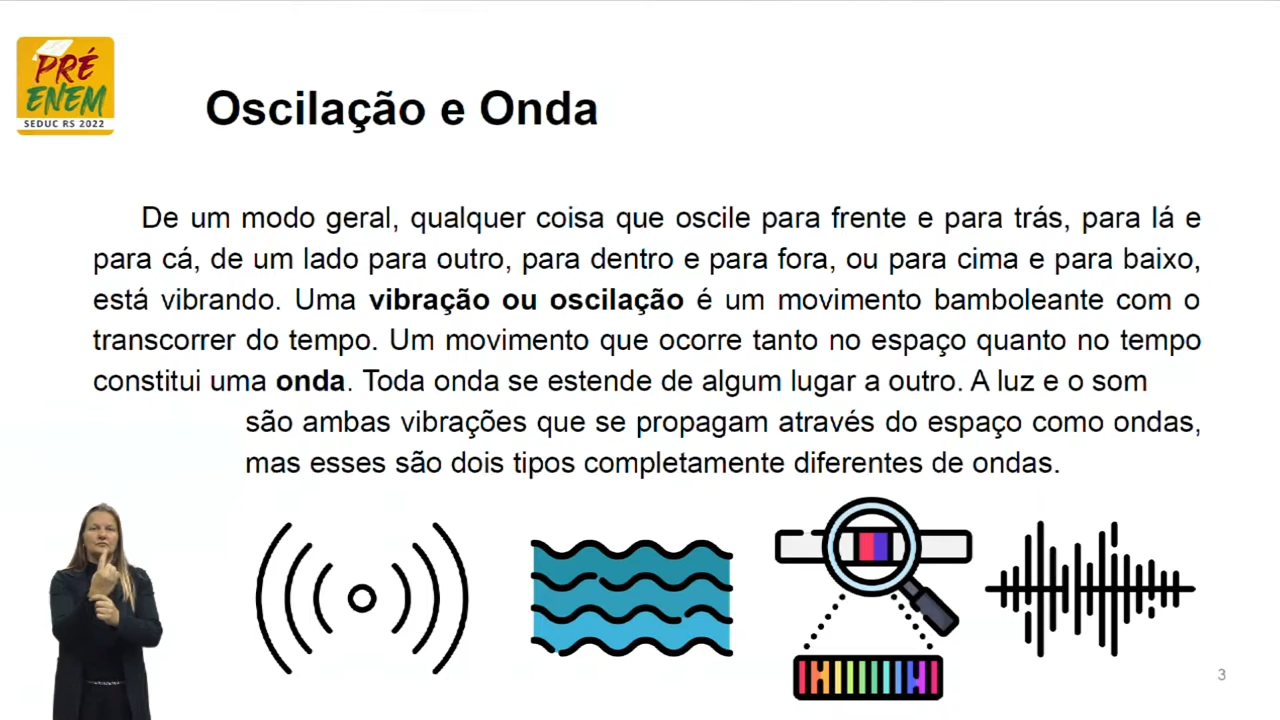 PRÉ
ENEM
SEDUC RS 2022
Oscilação e Onda
De um modo geral, qualquer coisa que oscile para frente e para trás, para lá e
para cá, de um lado para outro, para dentro e para fora, ou para cima e para baixo,
está vibrando. Uma vibração ou oscilação é um movimento bamboleante com o
transcorrer do tempo. Um movimento que ocorre tanto no espaço quanto no tempo
constitui uma onda. Toda onda se estende de algum lugar a outro. A luz e o som
são ambas vibrações que se propagam através do espaço como ondas,
mas esses são dois tipos completamente diferentes de ondas.
3